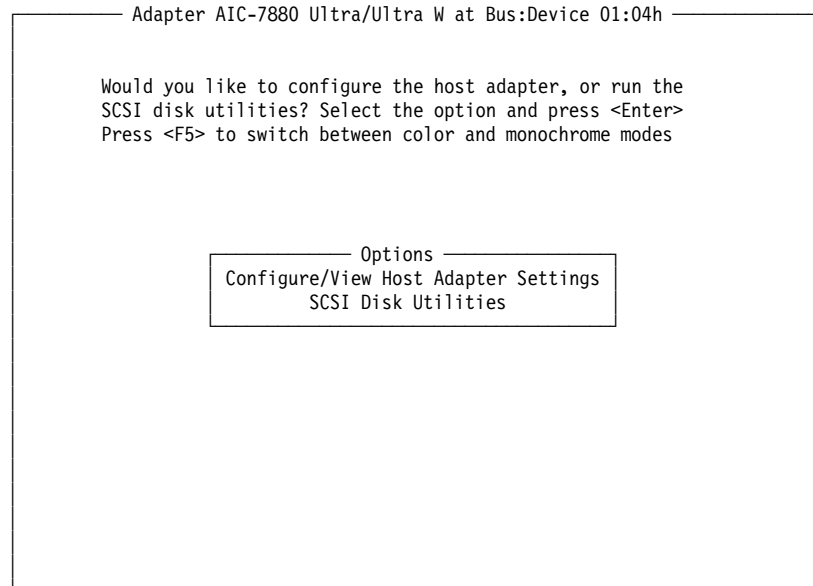 Adapter AIC-7880 Ultra/Ultra W at Bus:Device 01:04h
Would you like to configure the host adapter, or run the
SCSI disk utilities? Select the option and press <Enter>
Press <F5> to switch between color and monochrome modes
Options
Configure/View Host Adapter Settings
SCSI Disk Utilities